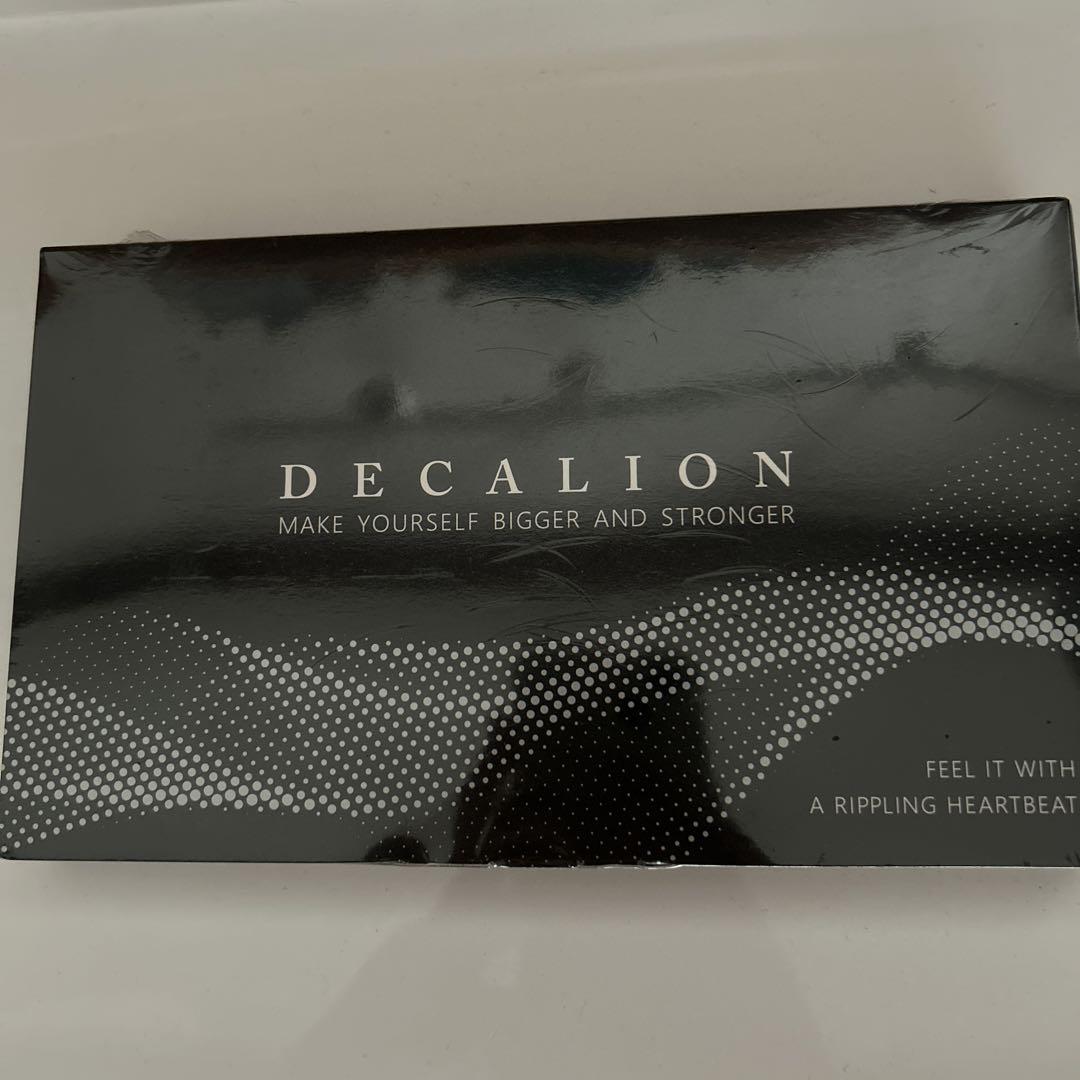 DECALION
MAKE YOURSELF BIGGER AND STRONGER
FEEL IT WITH
A RIPPLING HEARTBEAT